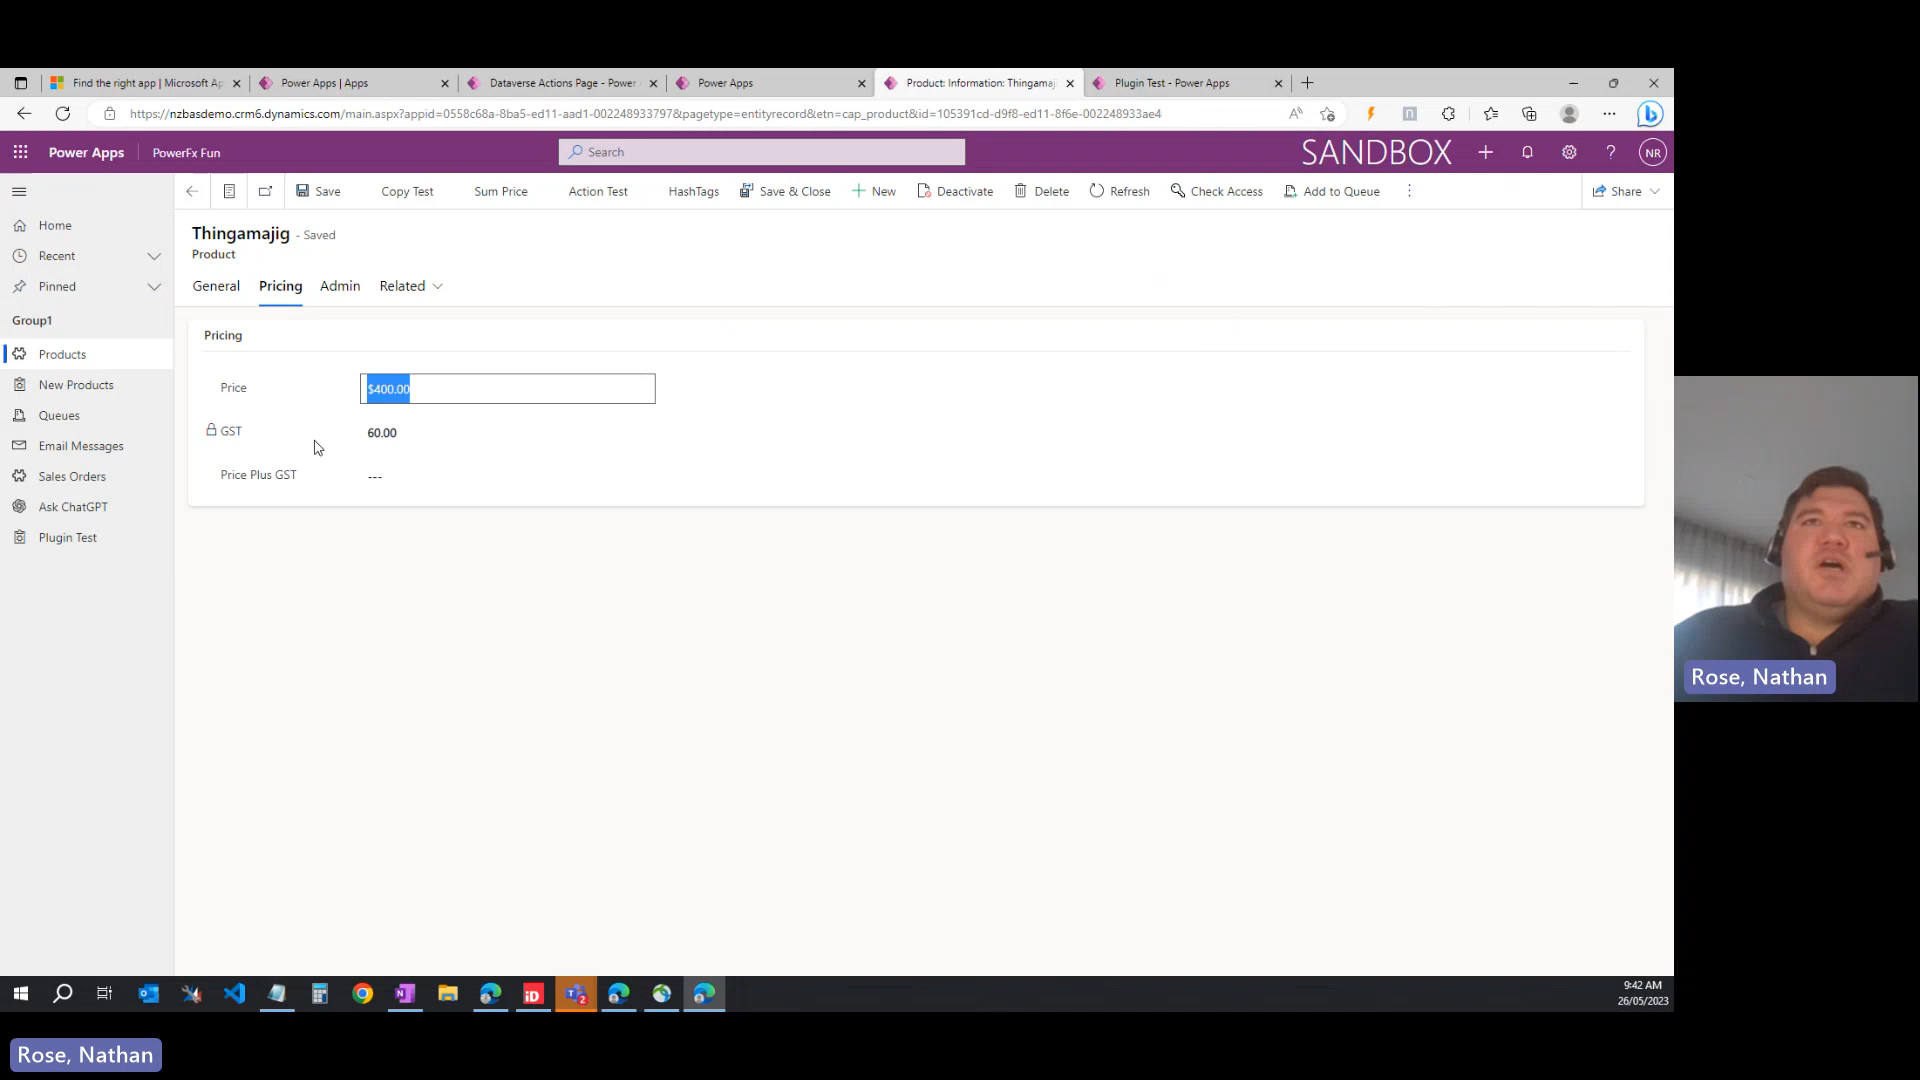 Find the right app | Microsoft Ap
Power Apps | Apps
Dataverse Actions Page - Power
Power Apps
Product: Information: Thingamaji
Plugin Test - Power Apps
https://nzbasdemo.crm6.dynamics.com/main.aspx?appid=0558c68a-8ba5-ed11-aad1-002248933797&pagetype=entityrecord&etn=cap_product&id=105391cd-d9f8-ed11-8f6e-002248933ae4
Power Apps
PowerFx Fun
Search
SANDBOX
NR
Save
Copy Test
Sum Price
Action Test
HashTags
Save & Close
New
Deactivate
Delete
Refresh
Check Access
Add to Queue
Share
Home
Recent
Pinned
Group1
Products
New Products
Queues
Email Messages
Sales Orders
Ask ChatGPT
Plugin Test
Thingamajig - Saved
Product
General
Pricing
Admin
Related
Pricing
Price
$400.00
GST
60.00
Price Plus GST
---
Rose, Nathan
9:42 AM
26/05/2023
Rose, Nathan